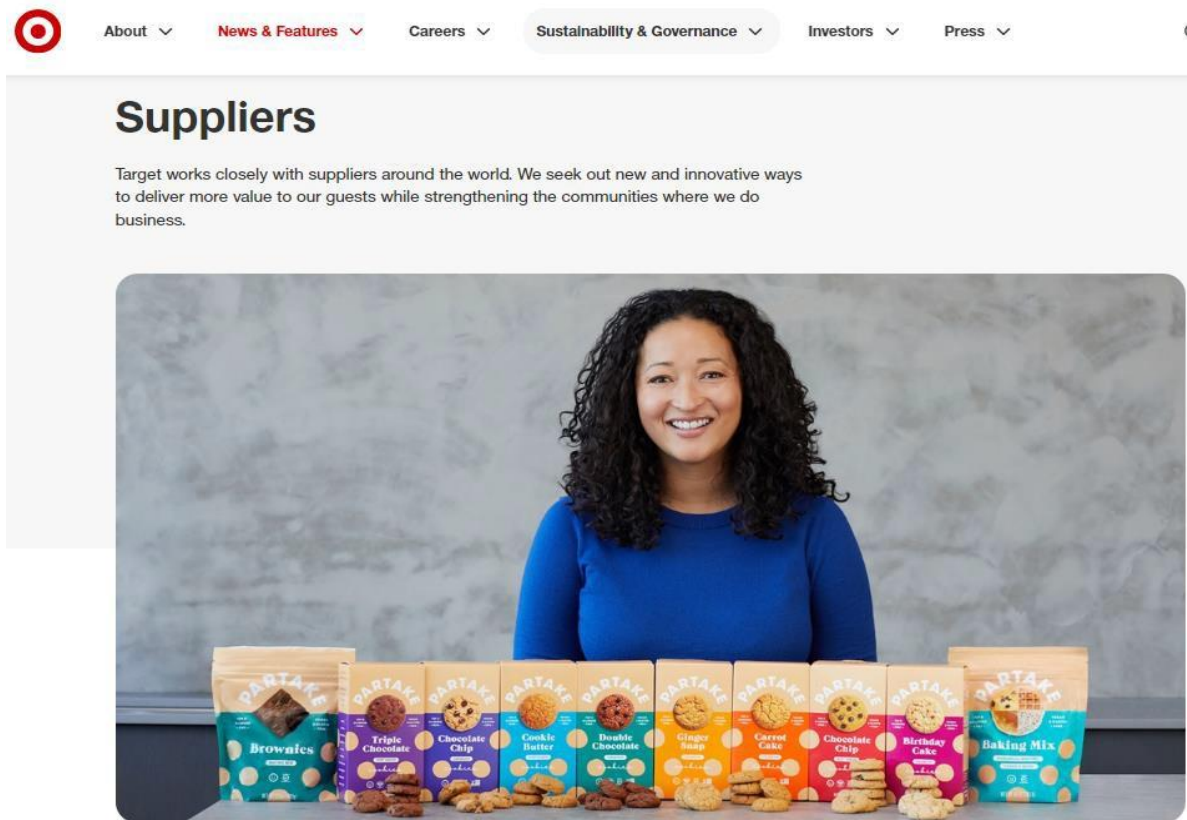 About
News & Features
Careers
Sustainability & Governance
Investors
Press
Suppliers
Target works closely with suppliers around the world. We seek out new and innovative ways
to deliver more value to our guests while strengthening the communities where we do
business.
PARTAKE
Brownies
PARTAKE
Triple
Chocolate
PARTAKE
Chocolate
Chip
PARTAKE
Cookie
Butter
PARTAKE
Double
Chocolate
PARTAKE
Ginger
Snap
PARTAKE
Carrot
Cake
PARTAKE
Chocolate
Chip
PARTAKE
Birthday
Cake
PARTAKE
Baking Mix